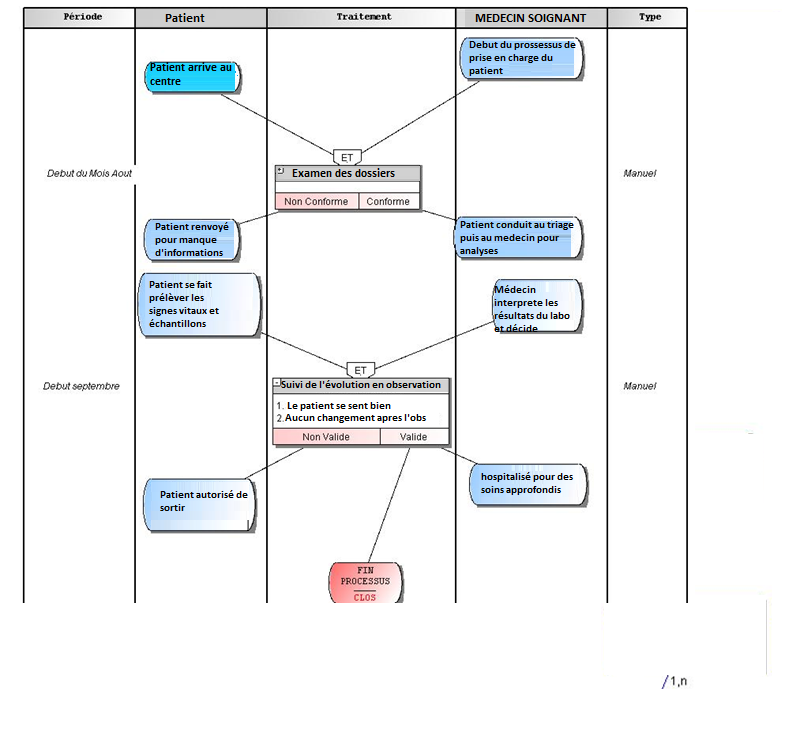 Période Patient Traitement MEDECIN SOIGNANT Type
Patient arrive au
centre
Debut du prossessus de
prise en charge du
patient
ET
Debut du Mois Aout
Examen des dossiers
Manuel
Non Conforme Conforme
Patient renvoyé
pour manque
d'informations
Patient conduit au triage
puis au medecin pour
analyses
Patient se fait
prélèver les
signes vitaux et
échantillons
Médecin
interprete les
résultats du labo
et décide
ET
Debut septembre
Suivi de l'évolution en observation
Manuel
1. Le patient se sent bien
2.Aucun changement apres l'obs
Non Valide Valide
Patient autorisé de
sortir
hospitalisé pour des
soins approfondis
FIN
PROCESSUS
CLOS
/1,n